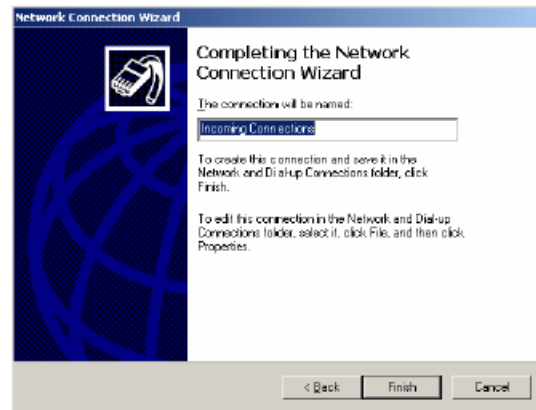 Network Connection Wizard
Completing the Network
Connection Wizard
The connection will be named:
Incoming Connections
To create this connection and save it in the
Network and Dial-up Connections folder, click
Finish.
To edit this connection in the Network and Dial-up
Connections folder, select it, click File, and then click
Properties.
< Back
Finish
Cancel